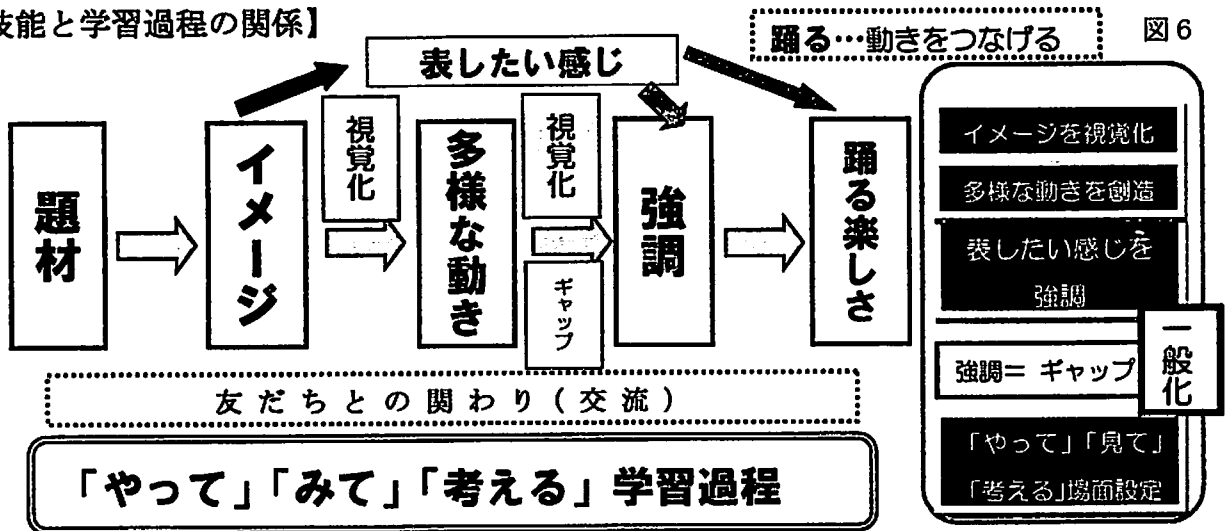 技能と学習過程の関係】
踊る…動きをつなげる
図6
表したい感じ
題材
イメージ
視覚化
多様な動き
視覚化
ギャップ
強調
踊る楽しさ
イメージを視覚化
多様な動きを創造
表したい感じを
強調
強調＝ ギャップ
一般化
「やって」「見て」
「考える」場面設定
友だちとの関わり（交流）
「やって」「みて」「考える」学習過程